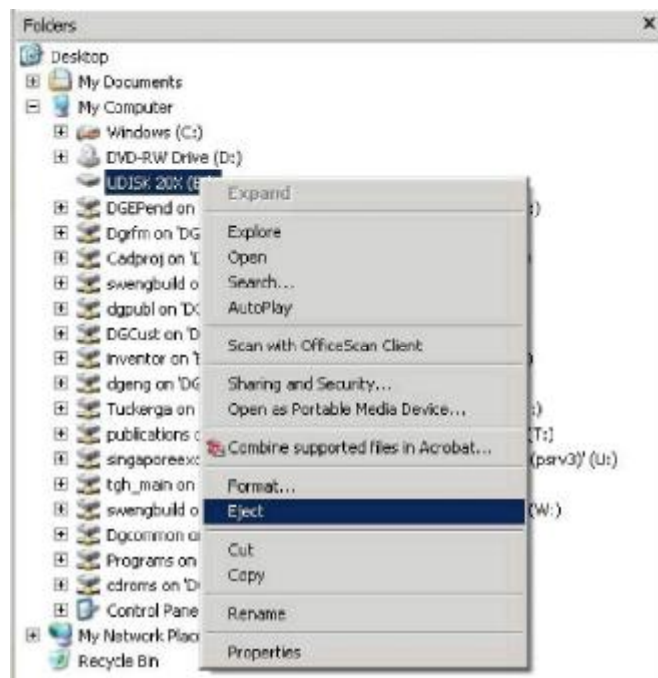 Folders x
Desktop
My Documents
My Computer
Windows (C:)
DVD-RW Drive (D:)
UDISK 20X (E
DGEPend on :)
Dgrfm on 'DG
Cadproj on
swengbuild o
dgpubl on 'D
DGCust on 'D
inventor on )
dgeng on 'DG
Tuckerga on :)
publications (T:)
singaporeexc (psrv3)' (U:)
tgh_main on
swengbuild o (W:)
Dgcommon o
Programs on
cdroms on 'D
Control Pane
My Network Plac
Recycle Bin
Expand
Explore
Open
Search...
AutoPlay
Scan with OfficeScan Client
Sharing and Security...
Open as Portable Media Device...
Combine supported files in Acrobat...
Format...
Eject
Cut
Copy
Rename
Properties